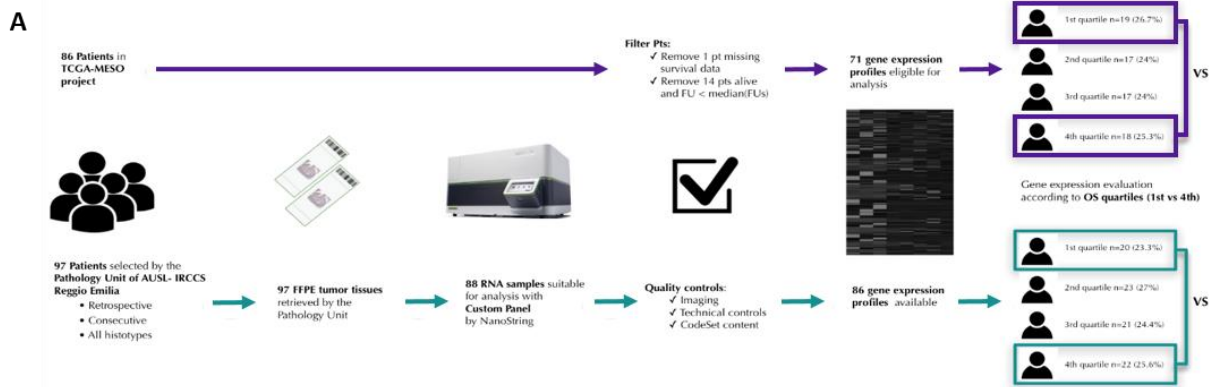 A
86 Patients in
TCGA-MESO
project
Filter Pts:
✓ Remove 1 pt missing
survival data
✓ Remove 14 pts alive
and FU < median(FUs)
71 gene expression
profiles eligible for
analysis
1st quartile n=19 (26.7%)
2nd quartile n=17 (24%)
3rd quartile n=17 (24%)
4th quartile n=18 (25.3%)
VS
Gene expression evaluation
according to OS quartiles (1st vs 4th)
97 Patients selected by the
Pathology Unit of AUSL- IRCCS
Reggio Emilia
• Retrospective
• Consecutive
• All histotypes
97 FFPE tumor tissues
retrieved by the
Pathology Unit
88 RNA samples suitable
for analysis with
Custom Panel
by NanoString
Quality controls:
✓ Imaging
✓ Technical controls
✓ CodeSet content
86 gene expression
profiles available
1st quartile n=20 (23.3%)
2nd quartile n=23 (27%)
3rd quartile n=21 (24.4%)
4th quartile n=22 (25.6%)
VS